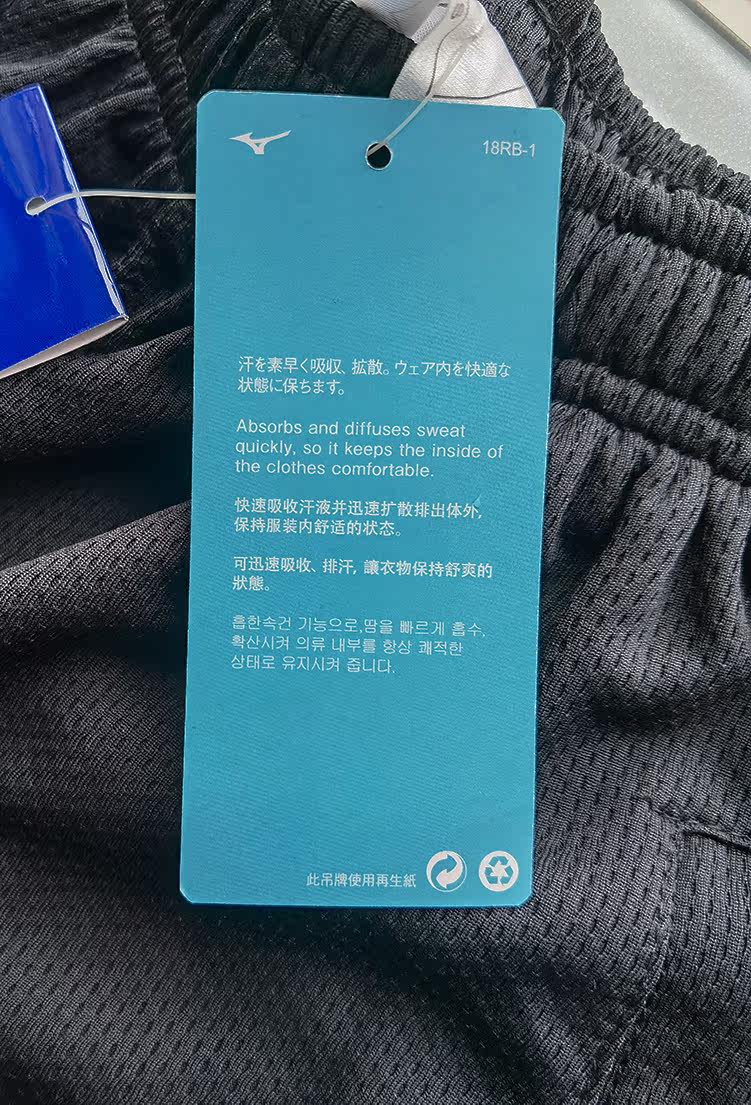 18RB-1
汗を素早く吸収、拡散。ウェア内を快適な
状態に保ちます。
Absorbs and diffuses sweat
quickly, so it keeps the inside of
the clothes comfortable.
快速吸收汗液并迅速扩散排出体外,
保持服装内舒适的状态。
可迅速吸收、排汗, 讓衣物保持舒爽的
狀態。
흡한속건 기능으로,땀을 빠르게 흡수,
확산시켜 의류 내부를 항상 쾌적한
상태로 유지시켜 줍니다.
此吊牌使用再生紙